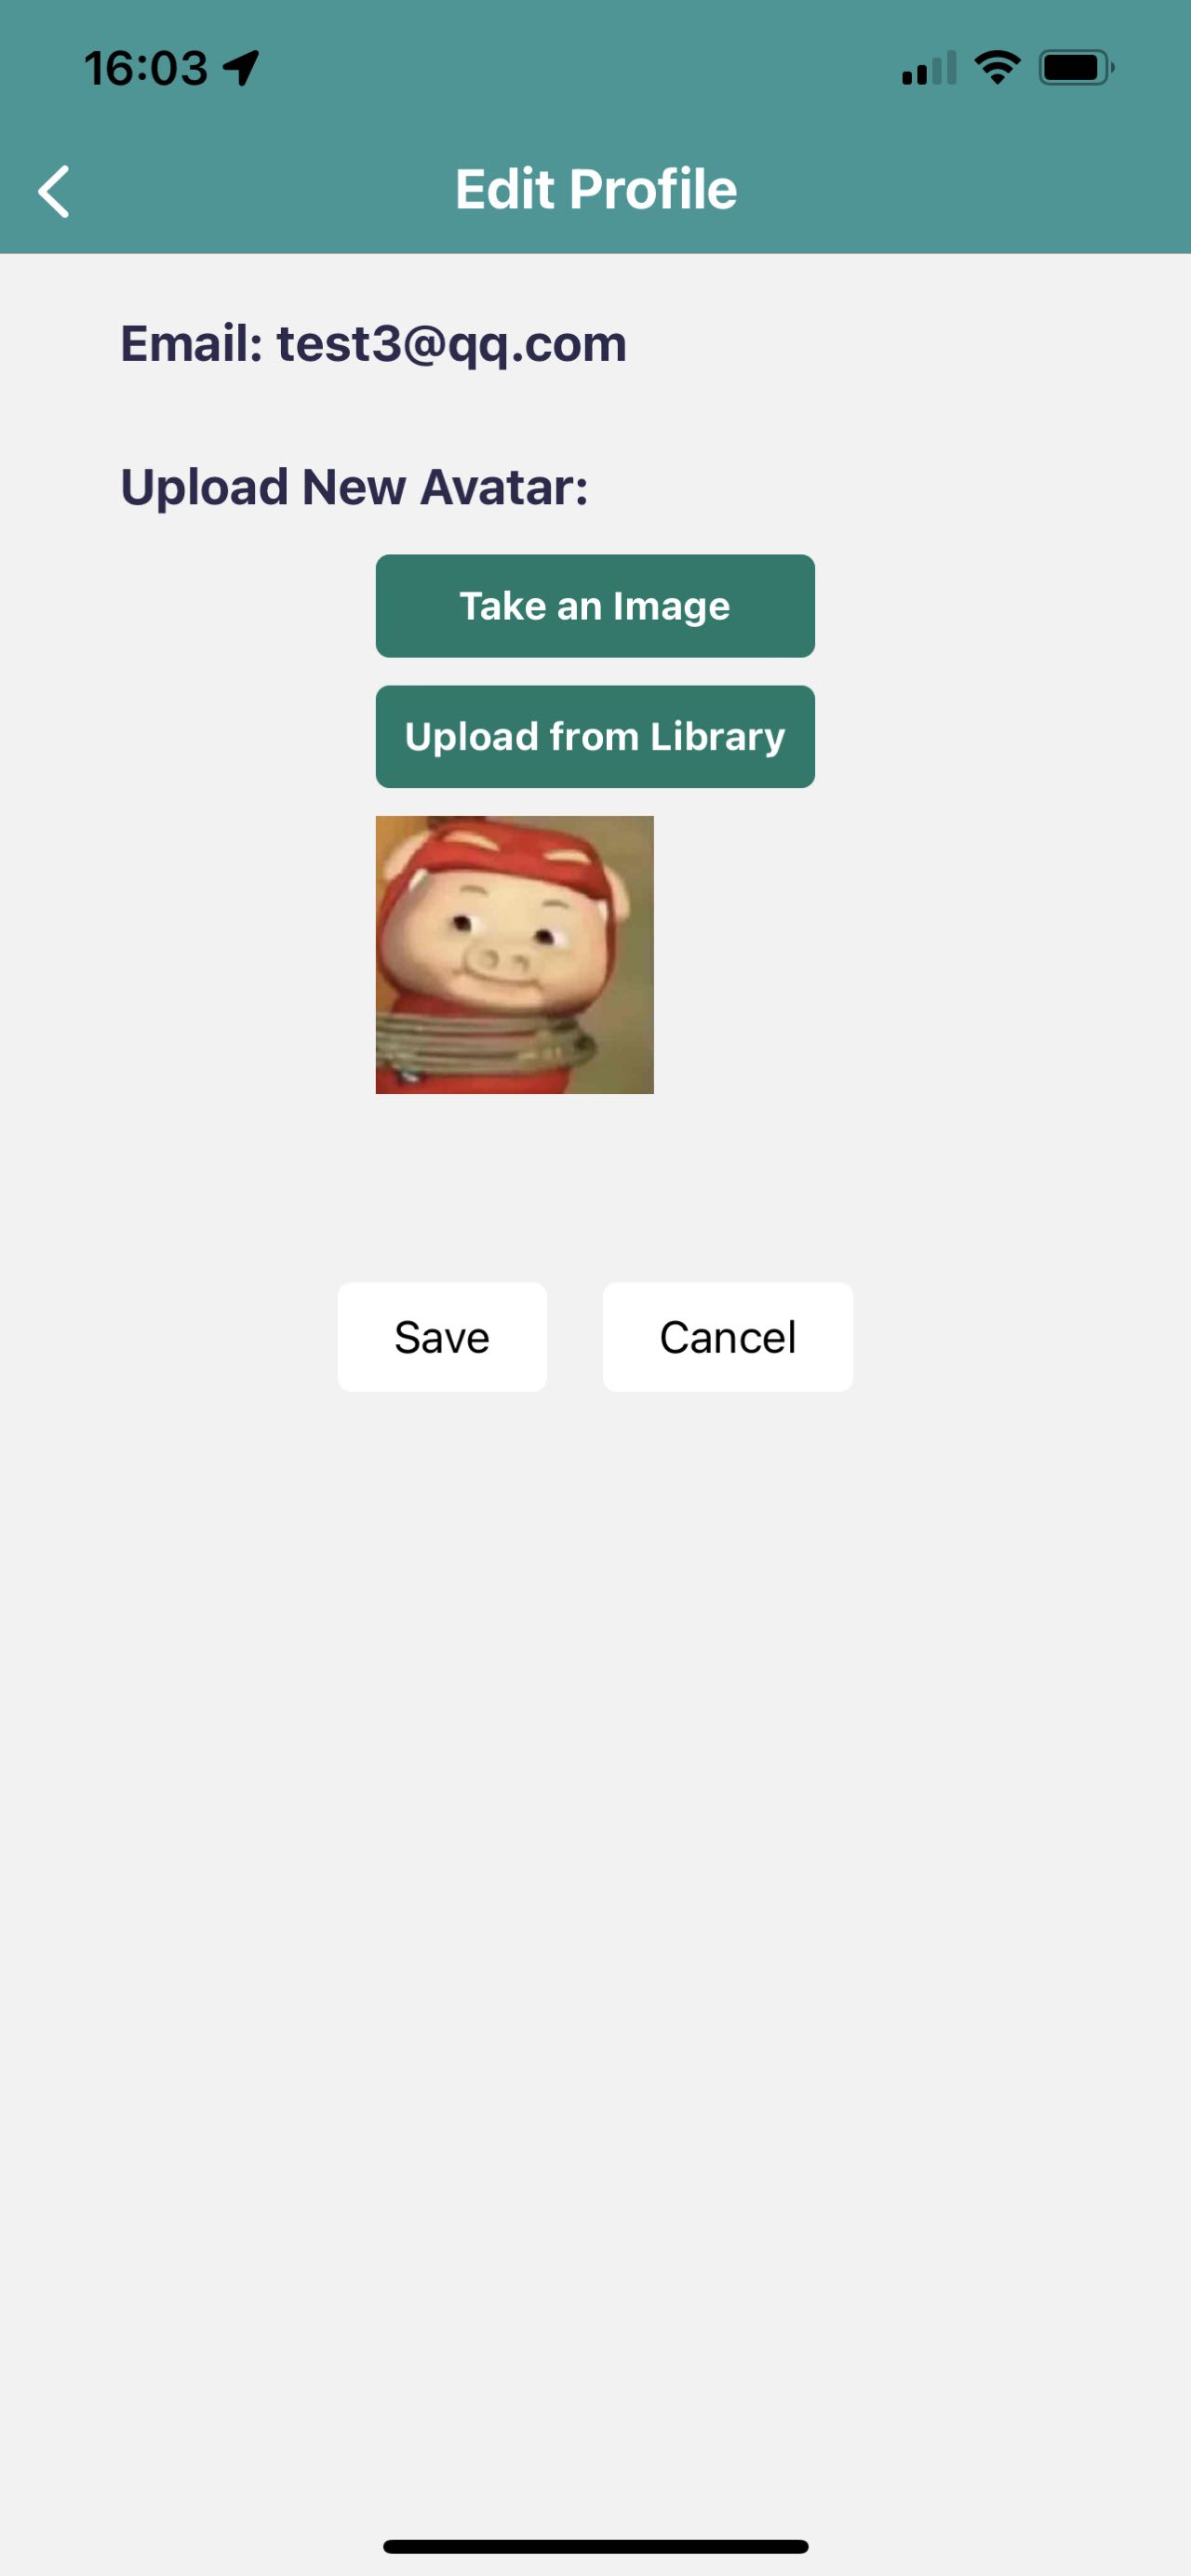 16:03
Edit Profile
Email: test3@qq.com
Upload New Avatar:
Take an Image
Upload from Library
Save
Cancel